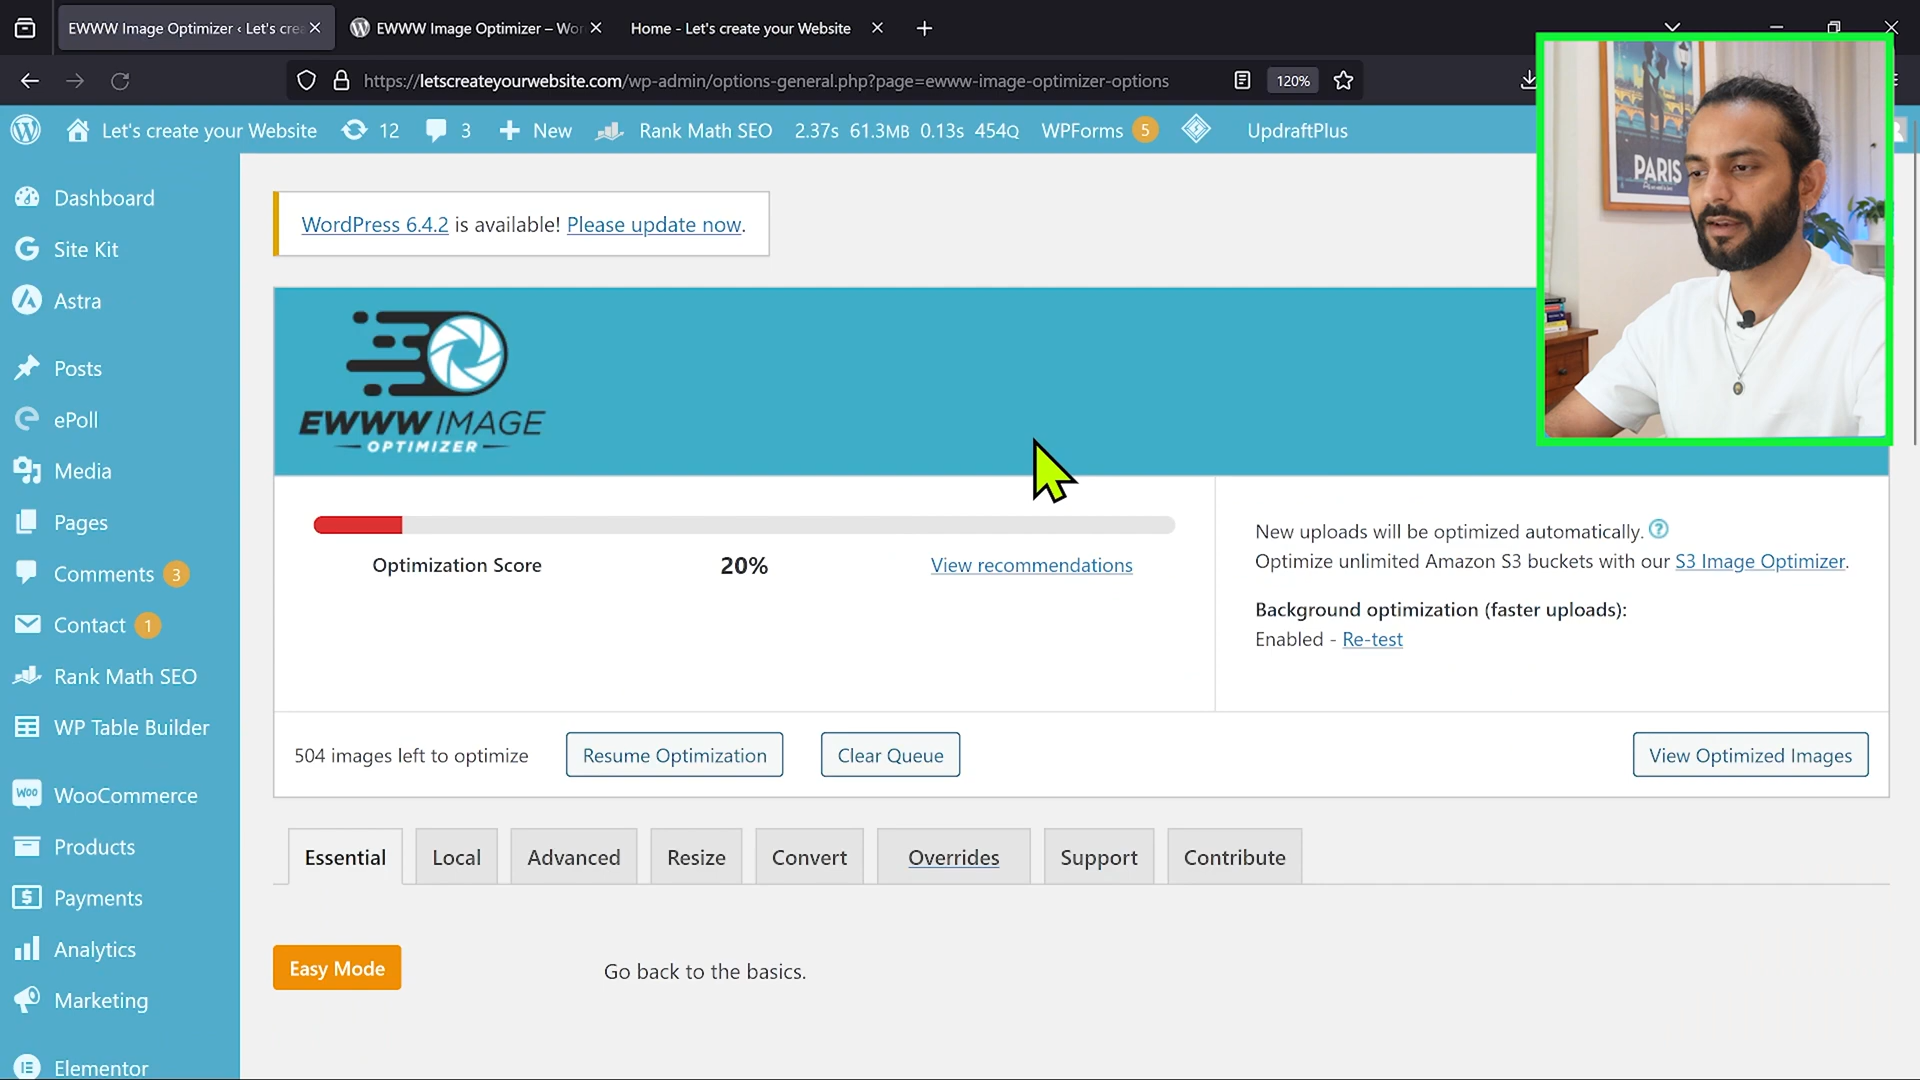 EWWW Image Optimizer ‹ Let's crea
EWWW Image Optimizer – Wor
Home - Let's create your Website
https://letscreateyourwebsite.com/wp-admin/options-general.php?page=ewww-image-optimizer-options
120%
Let's create your Website
12
3
New
Rank Math SEO
2.37s 61.3MB 0.13s 454Q
WPForms 5
UpdraftPlus
PARIS
Dashboard
Site Kit
Astra
Posts
ePoll
Media
Pages
Comments 3
Contact 1
Rank Math SEO
WP Table Builder
WooCommerce
Products
Payments
Analytics
Marketing
Elementor
WordPress 6.4.2 is available! Please update now.
EWWW IMAGE
OPTIMIZER
Optimization Score 20% View recommendations
New uploads will be optimized automatically.
Optimize unlimited Amazon S3 buckets with our S3 Image Optimizer.
Background optimization (faster uploads):
Enabled - Re-test
504 images left to optimize
Resume Optimization
Clear Queue
View Optimized Images
Essential
Local
Advanced
Resize
Convert
Overrides
Support
Contribute
Easy Mode
Go back to the basics.